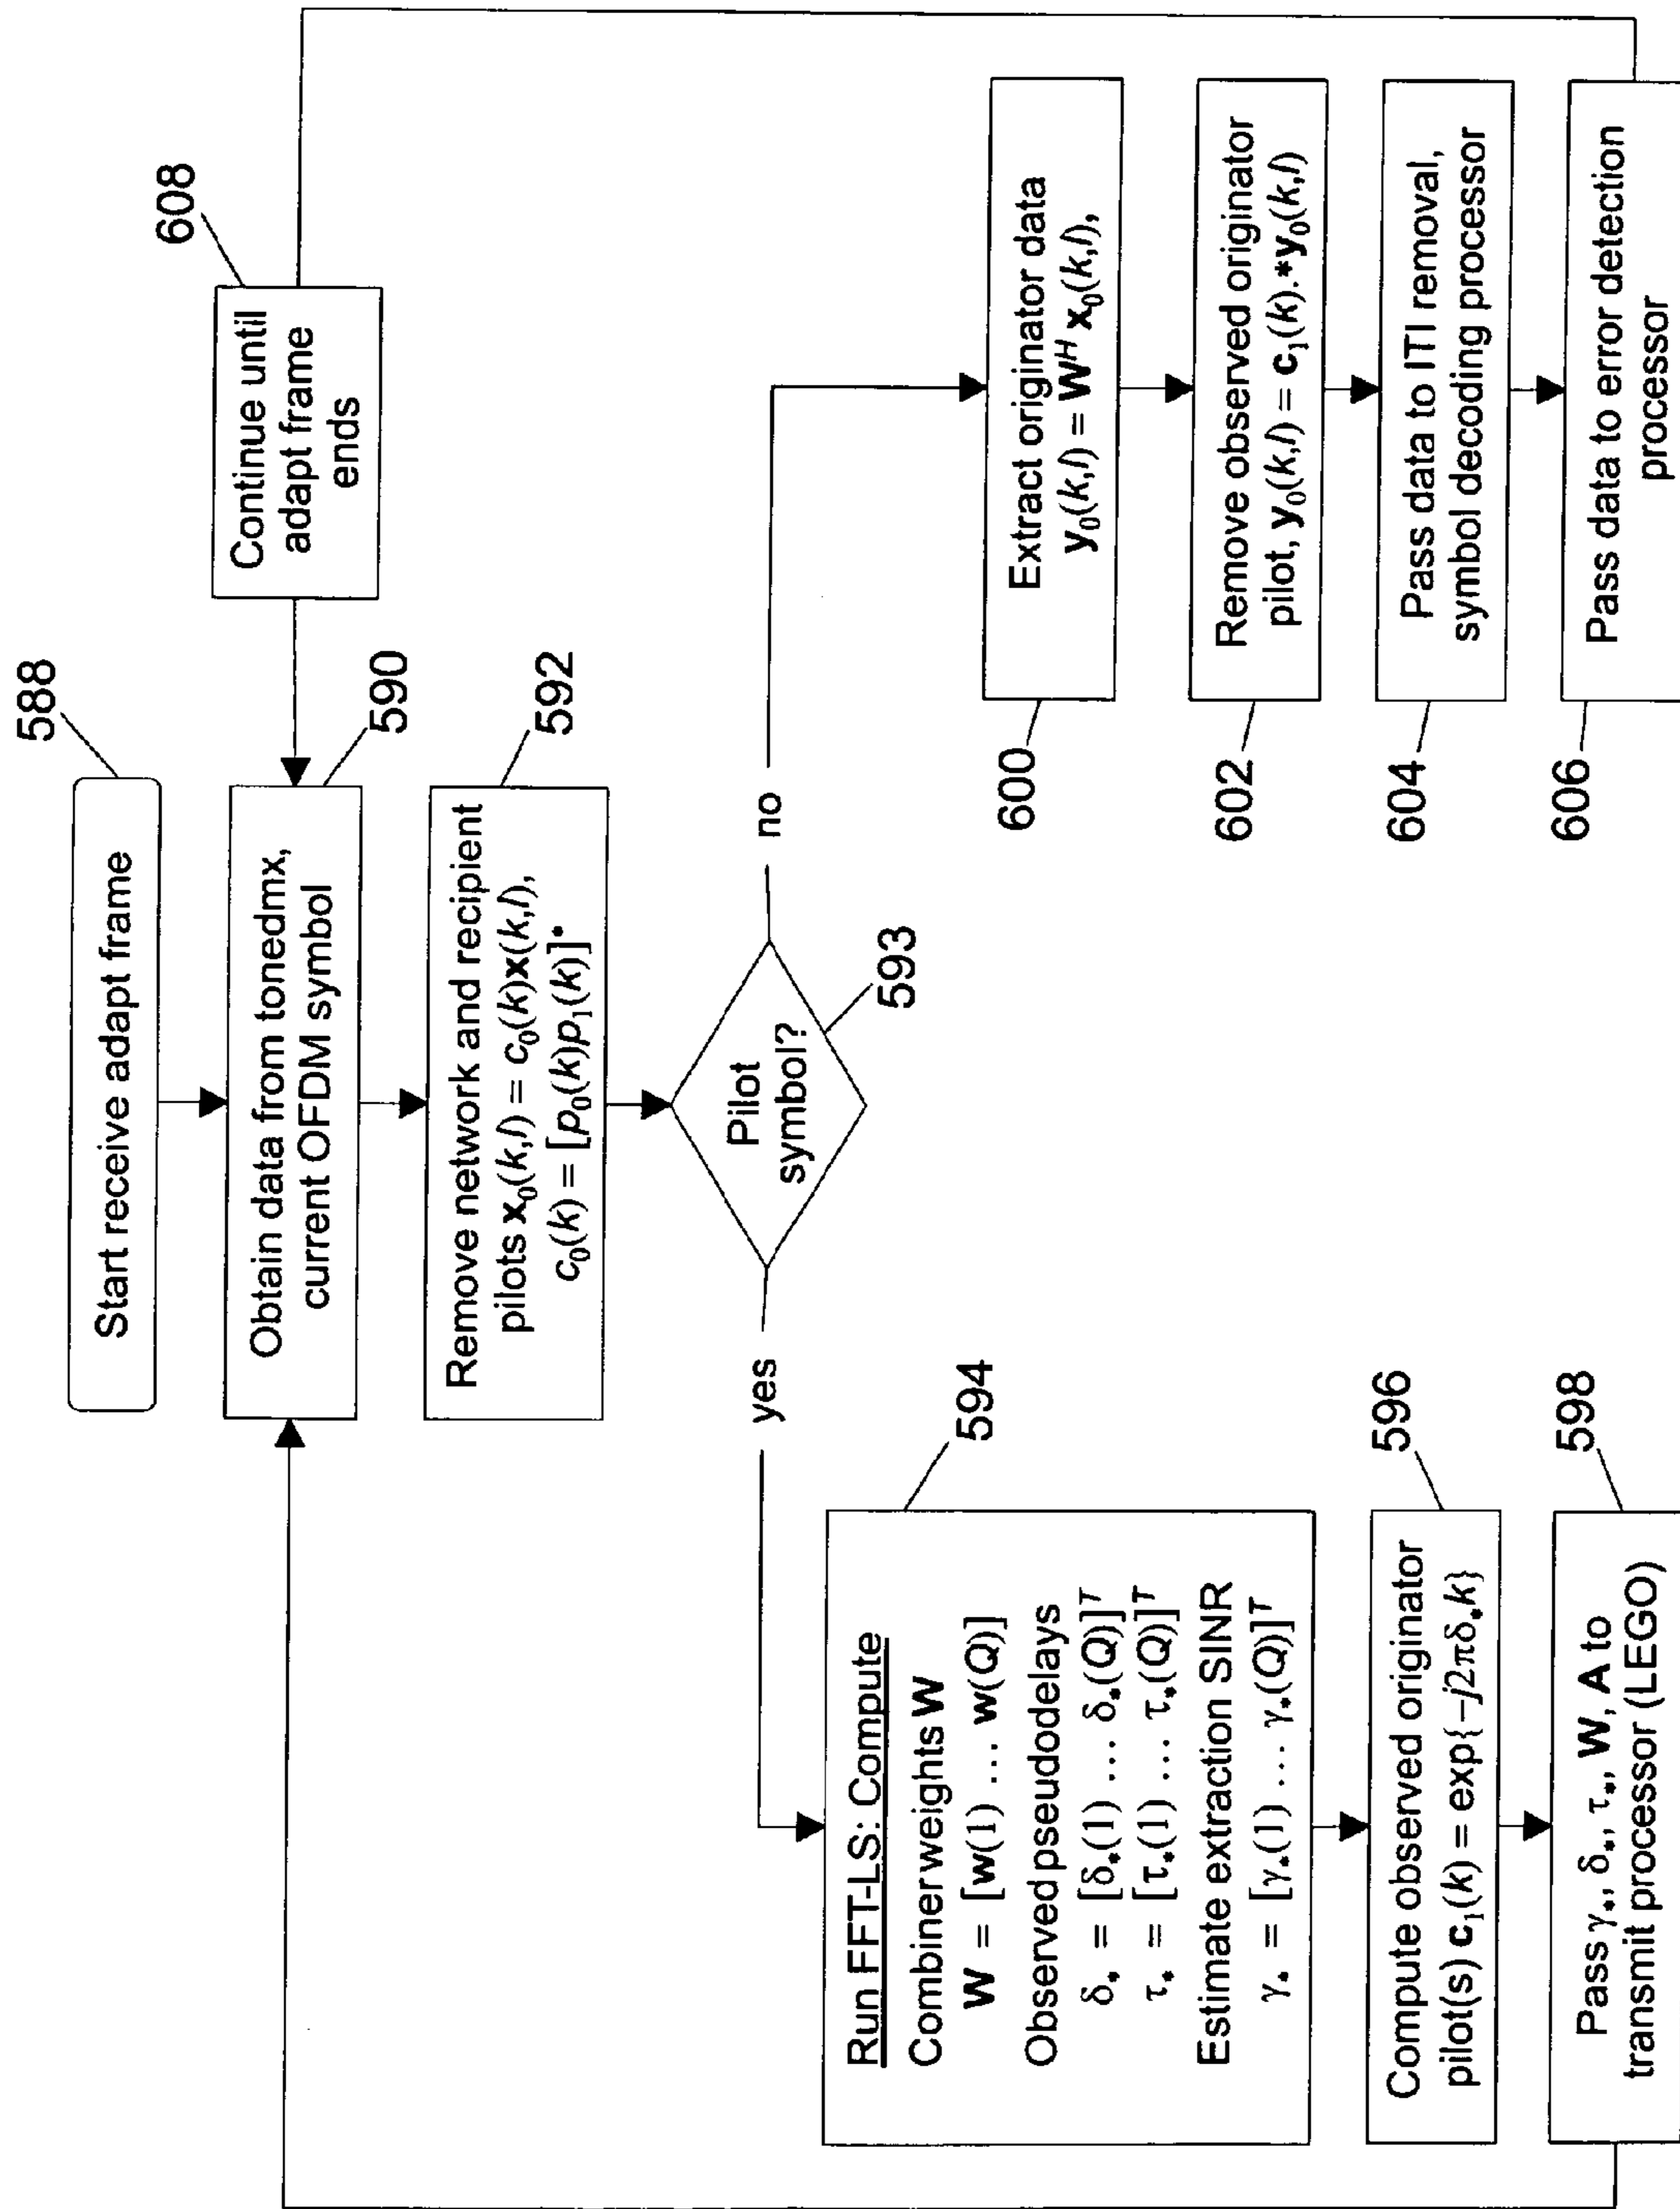 588
Start receive adapt frame
608
Continue until
adapt frame
ends
590
Obtain data from tonedmx,
current OFDM symbol
592
Remove network and recipient
pilots x₀(k,l) = c₀(k)x(k,l),
c₀(k) = [p₀(k)p₁(k)]*
593
Pilot
symbol?
yes
no
594
Run FFT-LS: Compute
Combiner weights W
W = [w(1) ... w(Q)]
Observed pseudodelays
δ* = [δ*(1) ... δ*(Q)]ᵀ
τ* = [τ*(1) ... τ*(Q)]ᵀ
Estimate extraction SINR
γ* = [γ*(1) ... γ*(Q)]ᵀ
596
Compute observed originator
pilot(s) c₁(k) = exp{−j2πδ*k}
598
Pass γ*, δ*, τ*, W, A to
transmit processor (LEGO)
600
Extract originator data
y₀(k,l) = Wᴴ x₀(k,l),
602
Remove observed originator
pilot, y₀(k,l) = c₁(k).*y₀(k,l)
604
Pass data to ITI removal,
symbol decoding processor
606
Pass data to error detection
processor